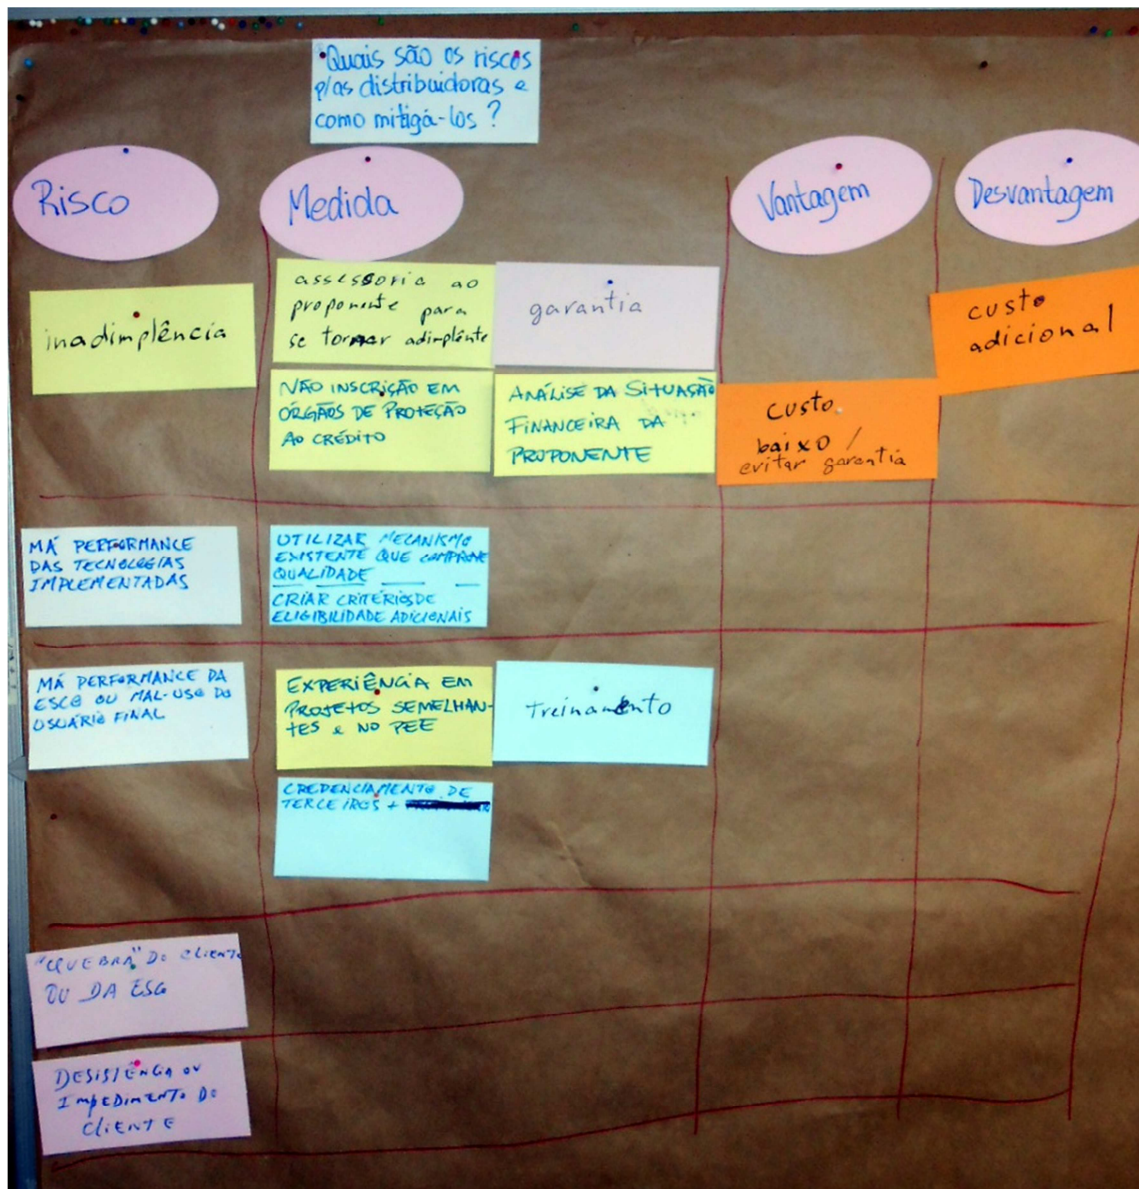 Quais são os riscos
p/as distribuidoras e
como mitigá-los ?
Risco
Medida
Vantagem
Desvantagem
inadimplência
assessoria ao
proponente para
se tornar adimplente
garantia
NÃO INSCRIÇÃO EM
ÓRGÃOS DE PROTEÇÃO
AO CRÉDITO
ANÁLISE DA SITUASÃO
FINANCEIRA DA
PROPONENTE
custo
baixo /
evitar garantia
custo
adicional
MÁ PERFORMANCE
DAS TECNOLOGIAS
IMPLEMENTADAS
UTILIZAR MECANISMO
EXISTENTE QUE COMPROVE
QUALIDADE
CRIAR CRITÉRIOS DE
ELIGIBILIDADE ADICIONAIS
MÁ PERFORMANCE DA
ESCO OU MAL-USO DO
USUÁRIO FINAL
EXPERIÊNCIA EM
PROJETOS SEMELHAN-
TES e NO PEE
treinamento
CREDENCIAMENTO DE
TERCEIROS +
"QUEBRA" DO CLIENTE
OU DA ESCO
DESISTÊNCIA OU
IMPEDIMENTO DO
CLIENTE